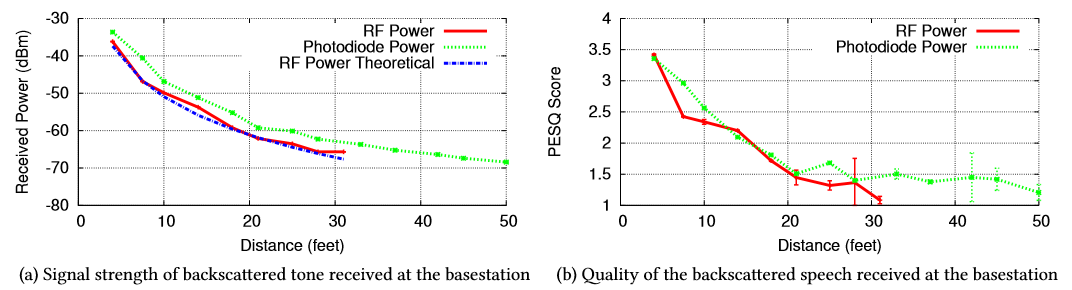 -30
-40
-50
-60
-70
-80
0
10
20
30
40
50
Received Power (dBm)
Distance (feet)
RF Power
Photodiode Power
RF Power Theoretical
(a) Signal strength of backscattered tone received at the basestation
4
3.5
3
2.5
2
1.5
1
0
10
20
30
40
50
PESQ Score
Distance (feet)
RF Power
Photodiode Power
(b) Quality of the backscattered speech received at the basestation